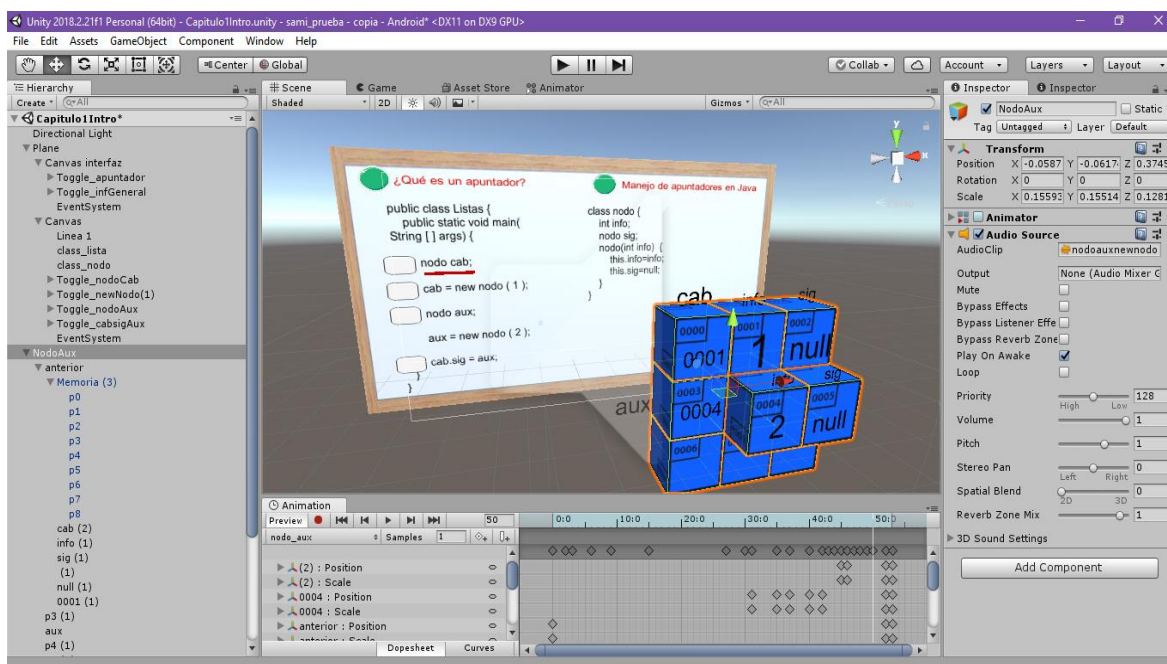 Unity 2018.2.21f1 Personal (64bit) - Capitulo1Intro.unity - sami_prueba - copia - Android* <DX11 on DX9 GPU>
File Edit Assets GameObject Component Window Help
Center Global Collab Account Layers Layout
Hierarchy
Create All
Capitulo1Intro*
Directional Light
Plane
Canvas interfaz
Toggle_apuntador
Toggle_infGeneral
EventSystem
Canvas
Linea 1
class_lista
class_nodo
Toggle_nodoCab
Toggle_newNodo(1)
Toggle_nodoAux
Toggle_cabsigAux
EventSystem
NodoAux
anterior
Memoria (3)
p0
p1
p2
p3
p4
p5
p6
p7
p8
cab (2)
info (1)
sig (1)
(1)
null (1)
0001 (1)
p3 (1)
aux
p4 (1)
Scene Game Asset Store Animator
Shaded 2D Gizmos All
y
x
¿Qué es un apuntador?
public class Listas {
public static void main(
String [ ] args) {
nodo cab;
cab = new nodo ( 1 );
nodo aux;
aux = new nodo ( 2 );
cab.sig = aux;
}
}
Manejo de apuntadores en Java
class nodo {
int info;
nodo sig;
nodo(int info) {
this.info=info;
this.sig=null;
}
}
cab info sig
0000 0001 0002
0001 1 null
info sig
0003 0004 0005
aux 0004 2 null
0006
Animation
Preview 50 0:0 10:0 20:0 30:0 40:0 50:0
nodo_aux Samples 1
(2) : Position
(2) : Scale
0004 : Position
0004 : Scale
anterior : Position
anterior : Scale
Dopesheet Curves
Inspector Inspector
NodoAux Static
Tag Untagged Layer Default
Transform
Position X -0.0587 Y -0.0617 Z 0.3745
Rotation X 0 Y 0 Z 0
Scale X 0.15593 Y 0.15514 Z 0.1281
Animator
Audio Source
AudioClip nodoauxnewnodo
Output None (Audio Mixer G
Mute
Bypass Effects
Bypass Listener Effe
Bypass Reverb Zone
Play On Awake
Loop
Priority 128
High Low
Volume 1
Pitch 1
Stereo Pan 0
Left Right
Spatial Blend 0
2D 3D
Reverb Zone Mix 1
3D Sound Settings
Add Component